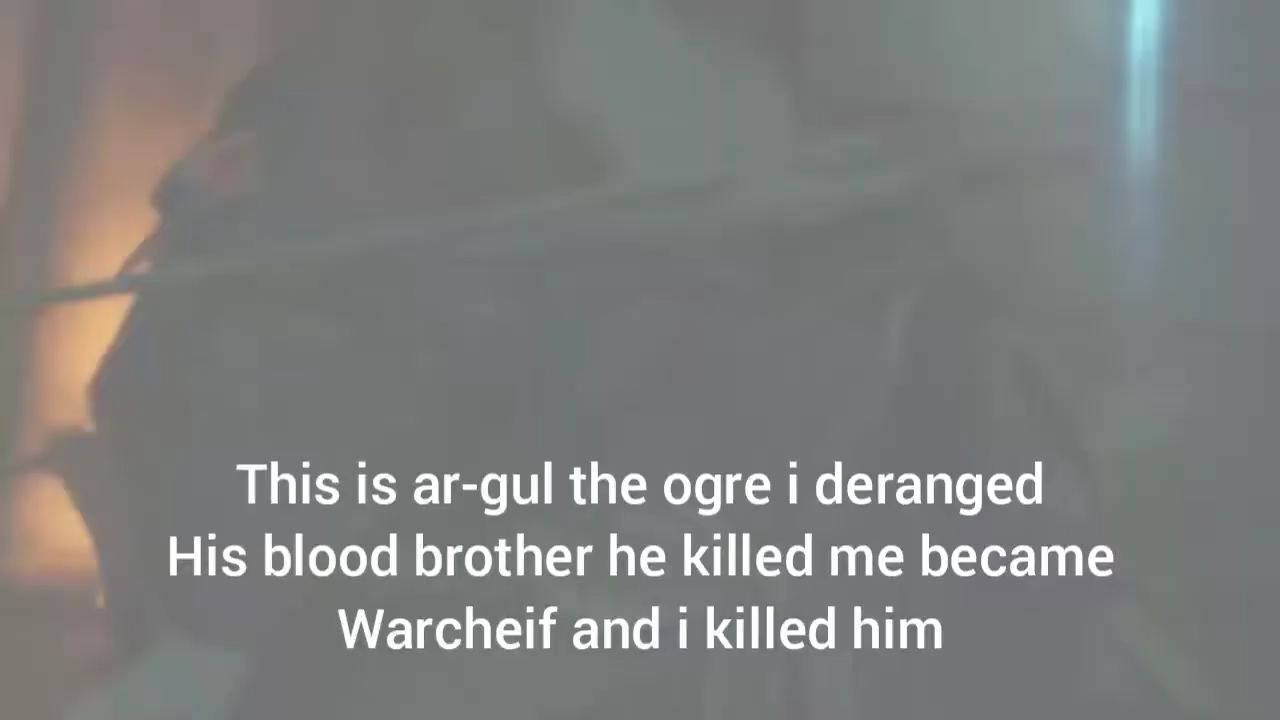 This is ar-gul the ogre i deranged
His blood brother he killed me became
Warcheif and i killed him